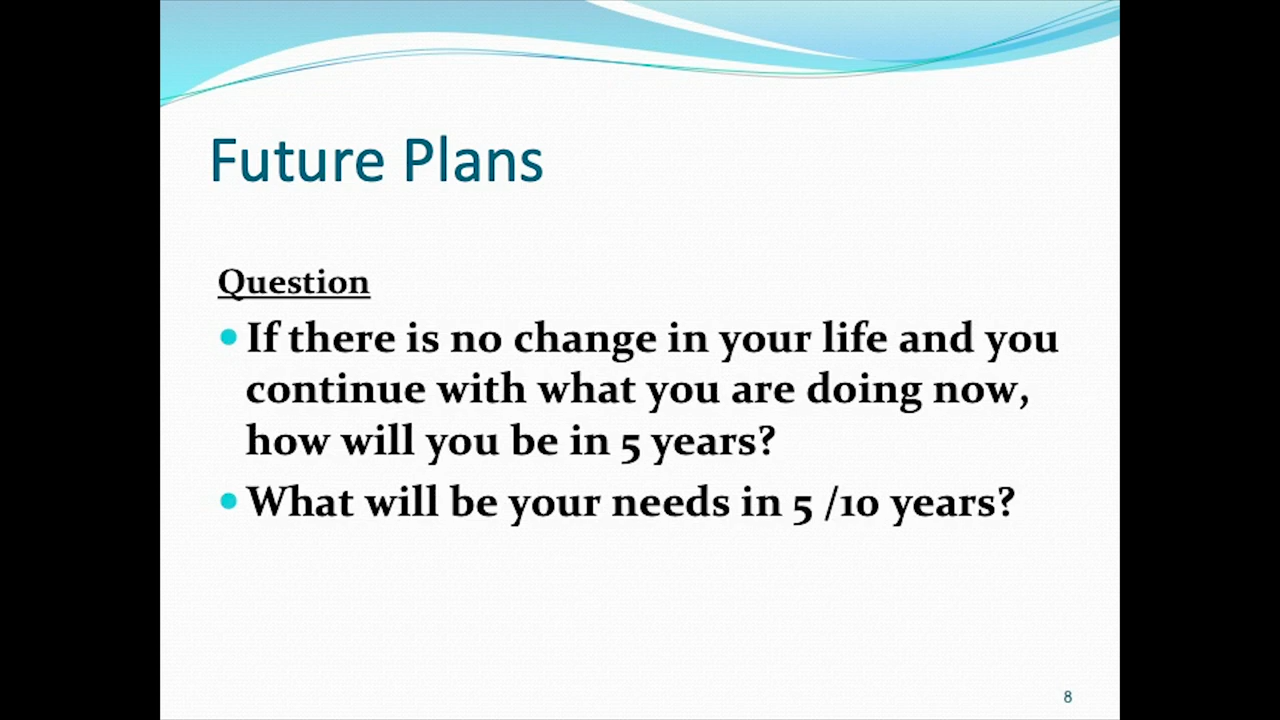 Future Plans
Question
• If there is no change in your life and you
continue with what you are doing now,
how will you be in 5 years?
• What will be your needs in 5 /10 years?
8